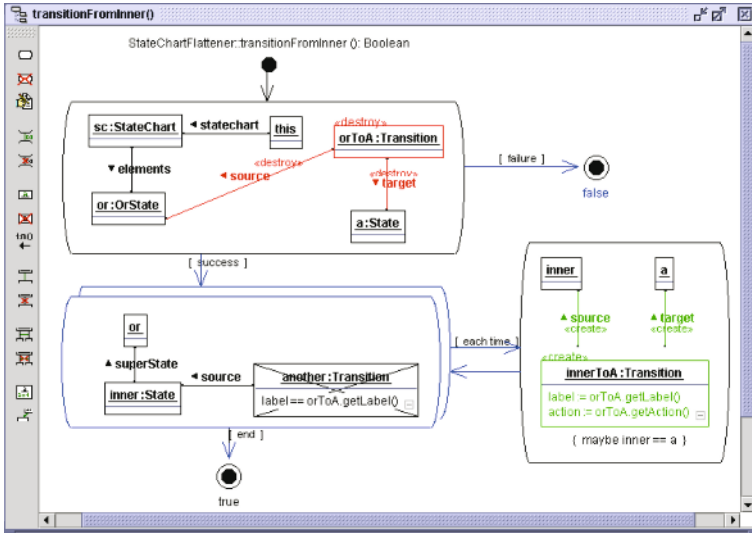 transitionFromInner()
StateChartFlattener::transitionFromInner (): Boolean
sc:StateChart
◄ statechart
this
«destroy»
orToA :Transition
▼ elements
«destroy»
◄ source
«destroy»
▼ target
or :OrState
a:State
[ failure ]
false
[ success ]
or
▲ superState
inner:State
◄ source
another:Transition
label== orToA.getLabel()
[ each time ]
inner
a
▲ source
«create»
▲ target
«create»
«create»
innerToA :Transition
label = orToA.getLabel()
action := orToA.getAction()
{ maybe inner == a }
[ end ]
true